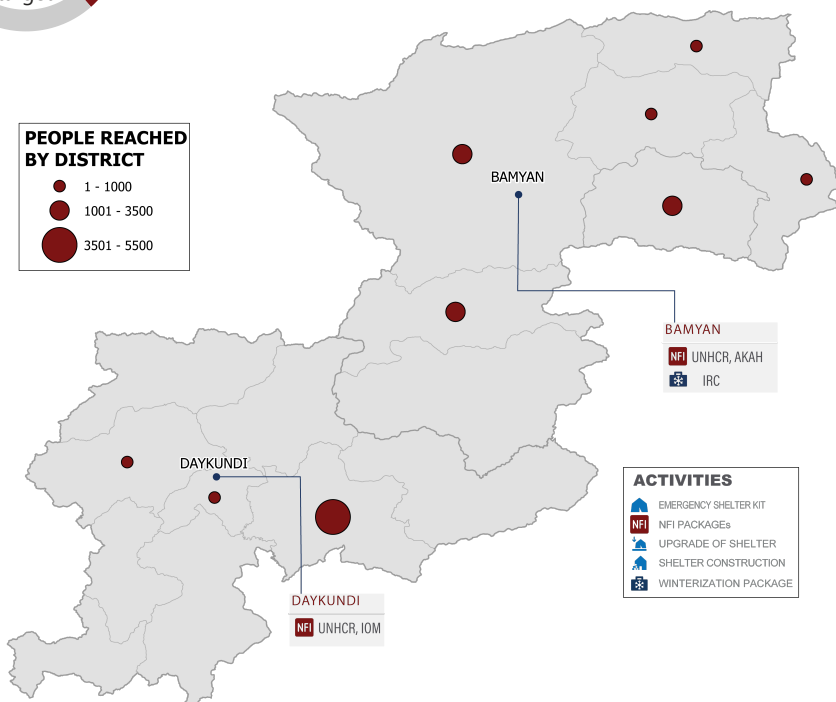 PEOPLE REACHED
BY DISTRICT
1 - 1000
1001 - 3500
3501 - 5500
BAMYAN
BAMYAN
NFI UNHCR, AKAH
IRC
DAYKUNDI
DAYKUNDI
NFI UNHCR, IOM
ACTIVITIES
EMERGENCY SHELTER KIT
NFI NFI PACKAGEs
UPGRADE OF SHELTER
SHELTER CONSTRUCTION
WINTERIZATION PACKAGE